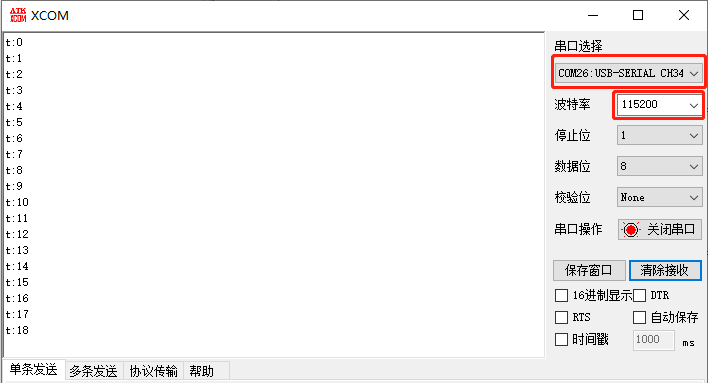 ATK
XCOM
XCOM
t:0
t:1
t:2
t:3
t:4
t:5
t:6
t:7
t:8
t:9
t:10
t:11
t:12
t:13
t:14
t:15
t:16
t:17
t:18
串口选择
COM26:USB-SERIAL CH34
波特率 115200
停止位 1
数据位 8
校验位 None
串口操作 关闭串口
保存窗口 清除接收
16进制显示 DTR
RTS 自动保存
时间戳 1000 ms
单条发送 多条发送 协议传输 帮助